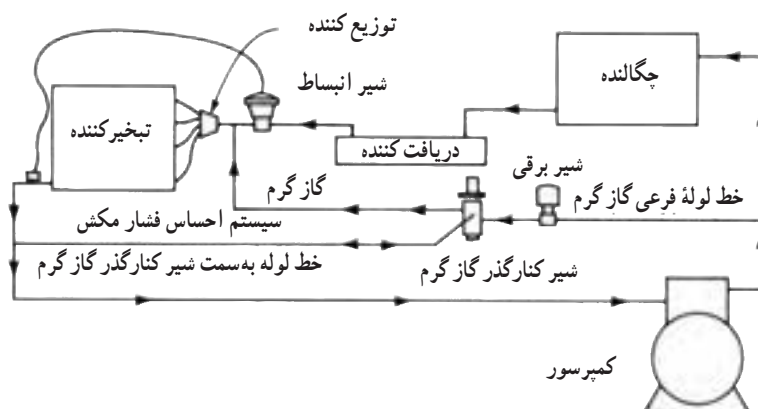 توزیع کننده
چگالنده
شیر انبساط
تبخیرکننده
دریافت کننده
شیر برقی
گاز گرم
خط لولهٔ فرعی گاز گرم
سیستم احساس فشار مکش
خط لوله به‌سمت شیر کنارگذر گاز گرم
شیر کنارگذر گاز گرم
کمپرسور